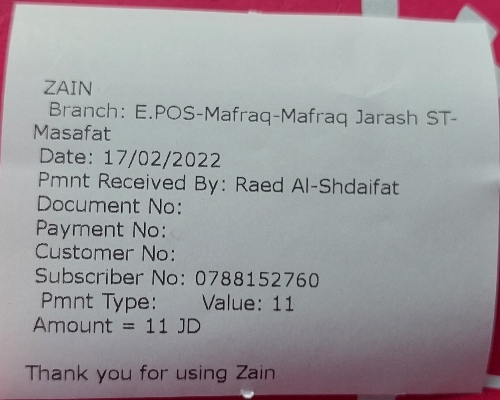 ZAIN
Branch: E.POS-Mafraq-Mafraq Jarash ST-
Masafat
Date: 17/02/2022
Pmnt Received By: Raed Al-Shdaifat
Document No:
Payment No:
Customer No:
Subscriber No: 0788152760
Pmnt Type: Value: 11
Amount = 11 JD
Thank you for using Zain